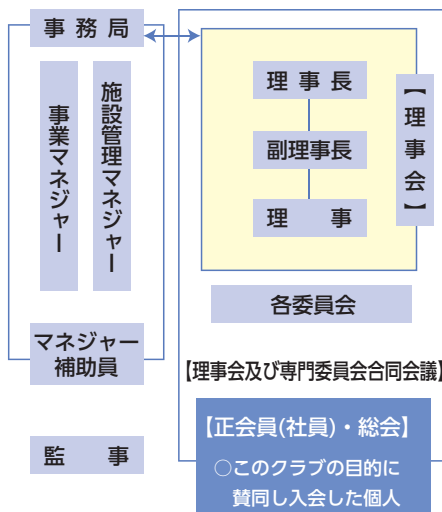 事務局
事業マネジャー
施設管理マネジャー
マネジャー
補助員
監　事
理事長
副理事長
理　事
【理事会】
各委員会
【理事会及び専門委員会合同会議】
【正会員(社員)・総会】
○このクラブの目的に
賛同し入会した個人